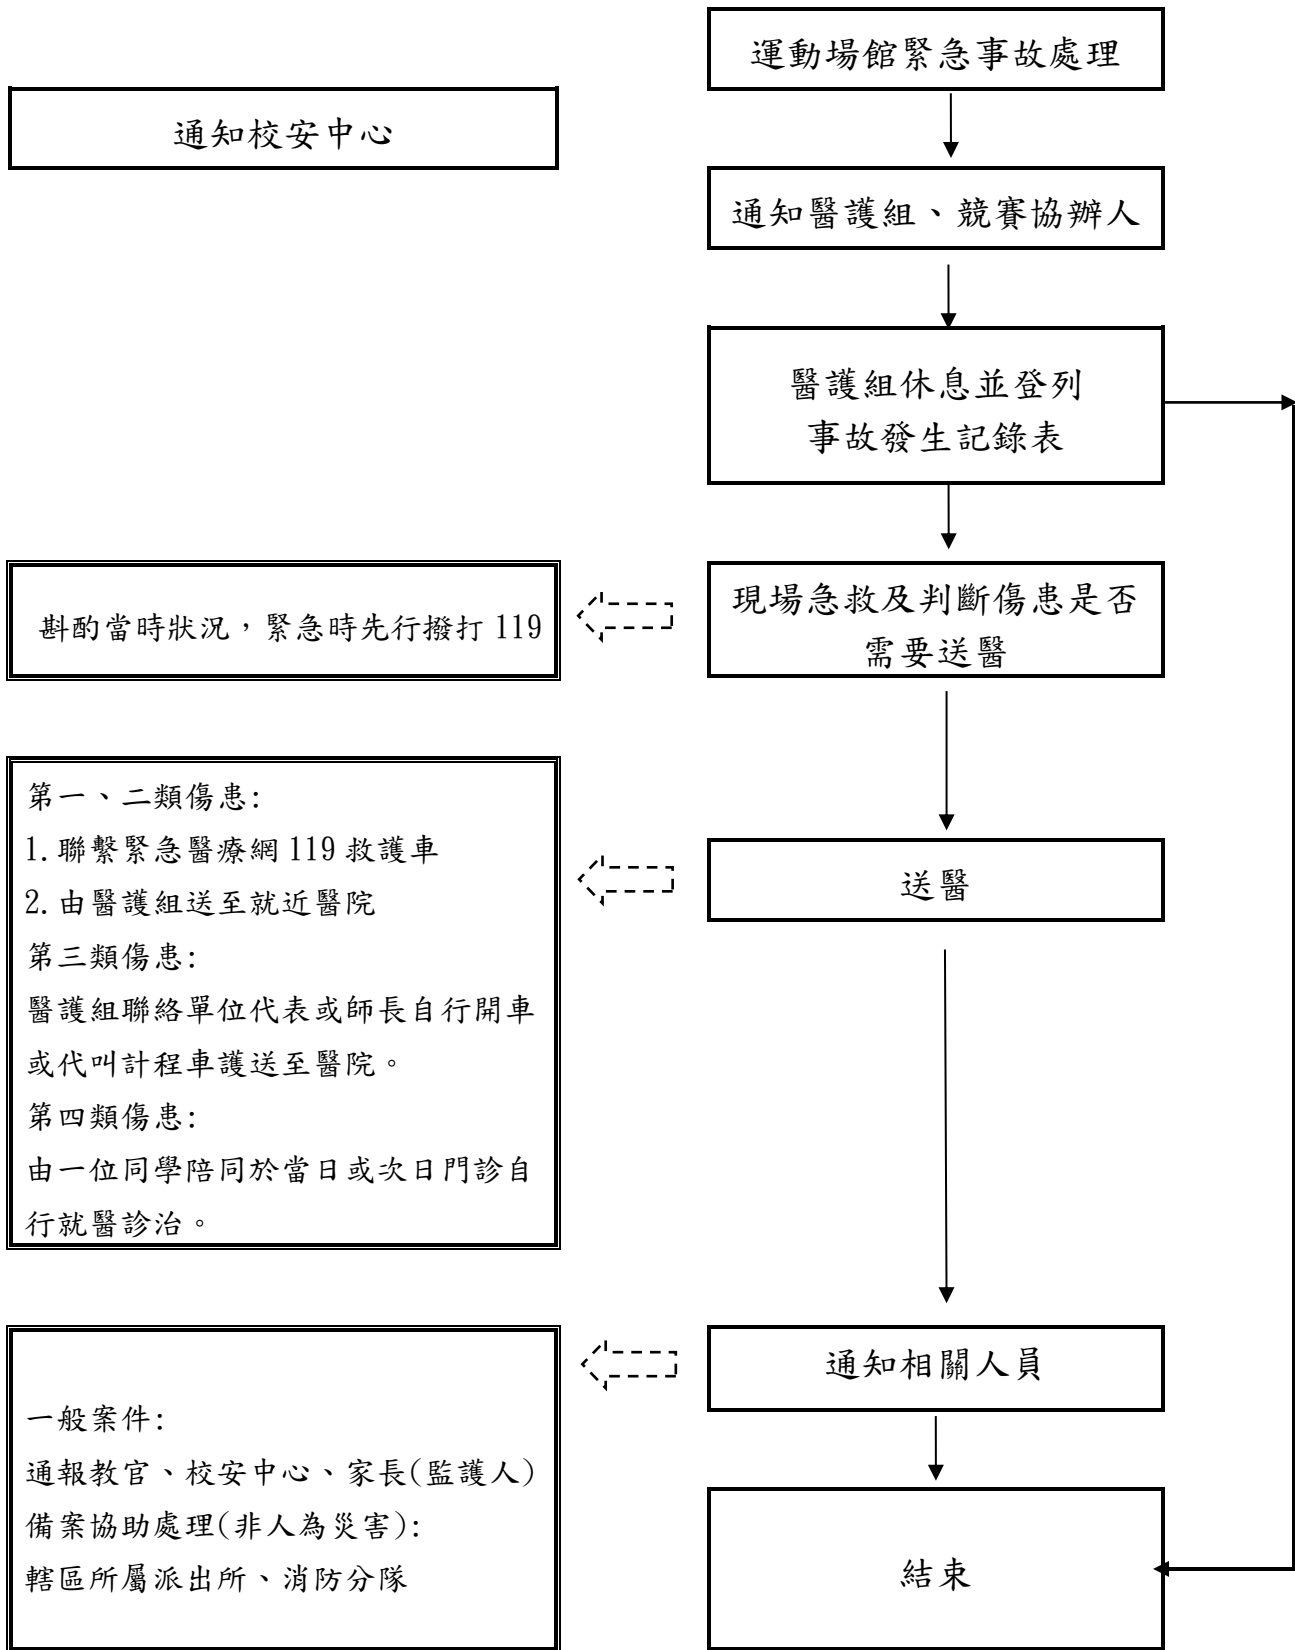 運動場館緊急事故處理
通知校安中心
通知醫護組、競賽協辦人
醫護組休息並登列
事故發生記錄表
現場急救及判斷傷患是否
需要送醫
斟酌當時狀況，緊急時先行撥打 119
第一、二類傷患:
1.聯繫緊急醫療網 119 救護車
2.由醫護組送至就近醫院
第三類傷患:
醫護組聯絡單位代表或師長自行開車
或代叫計程車護送至醫院。
第四類傷患:
由一位同學陪同於當日或次日門診自
行就醫診治。
送醫
通知相關人員
一般案件:
通報教官、校安中心、家長(監護人)
備案協助處理(非人為災害):
轄區所屬派出所、消防分隊
結束